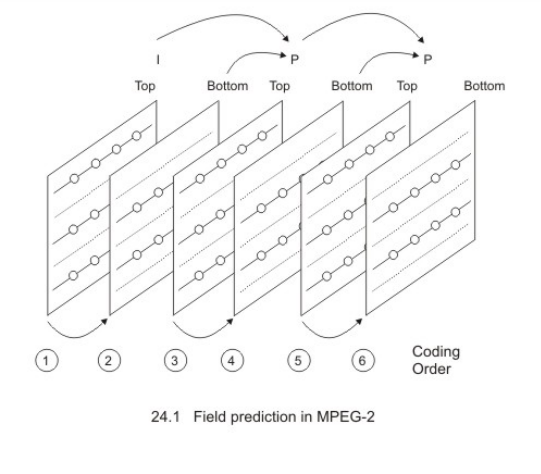 I P P
Top Bottom Top Bottom Top Bottom
1 2 3 4 5 6 Coding
Order
24.1 Field prediction in MPEG-2